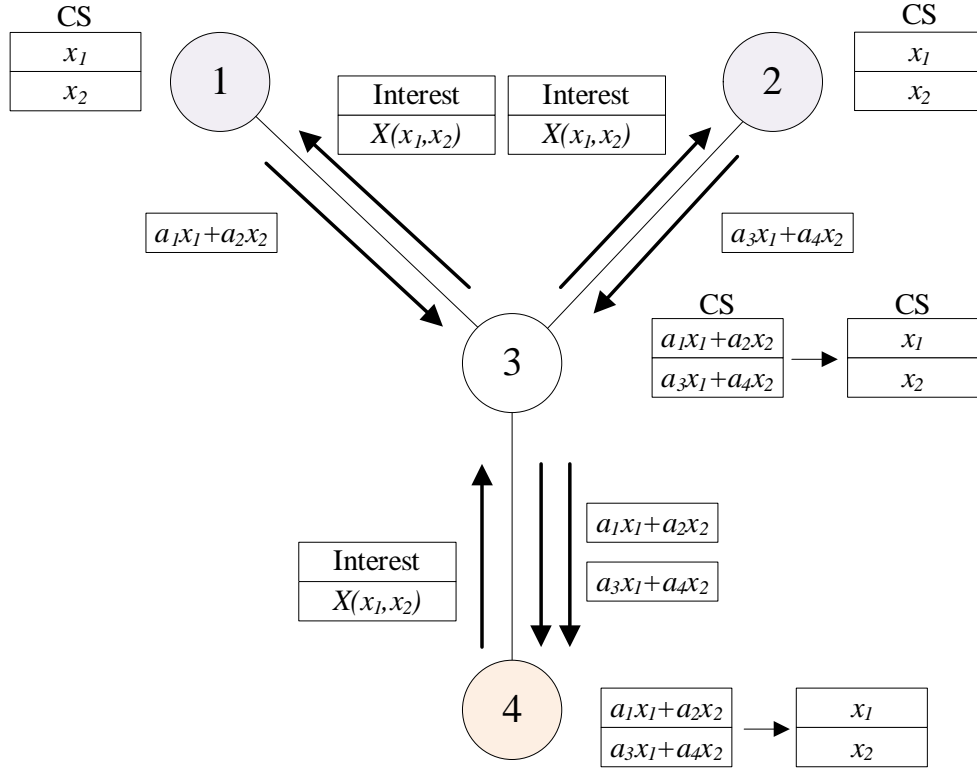 CS
x₁
x₂
1
Interest
X(x₁,x₂)
Interest
X(x₁,x₂)
2
CS
x₁
x₂
a₁x₁+a₂x₂
a₃x₁+a₄x₂
3
CS
a₁x₁+a₂x₂
a₃x₁+a₄x₂
CS
x₁
x₂
Interest
X(x₁,x₂)
a₁x₁+a₂x₂
a₃x₁+a₄x₂
4
a₁x₁+a₂x₂
a₃x₁+a₄x₂
x₁
x₂